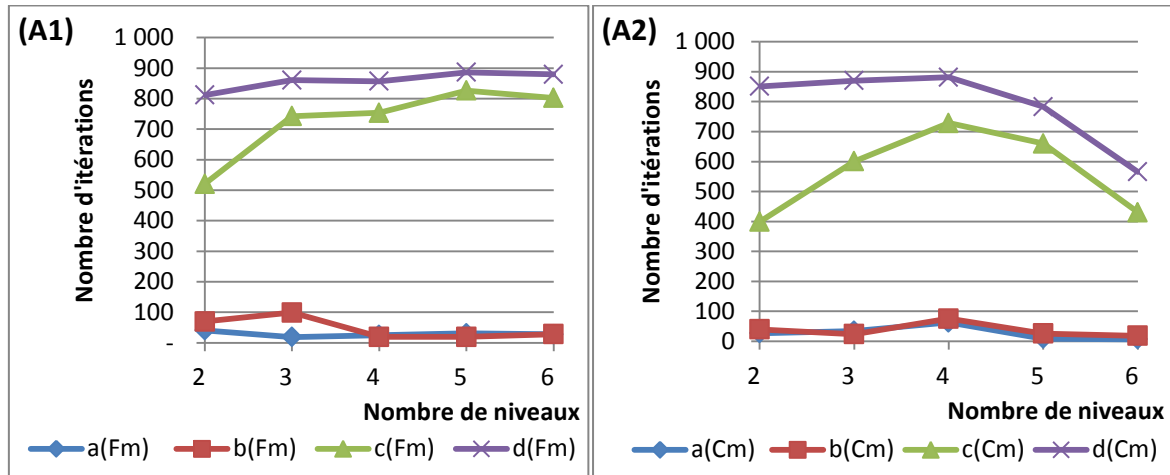 (A1)
Nombre d'itérations
1 000
900
800
700
600
500
400
300
200
100
-
2 3 4 5 6
Nombre de niveaux
a(Fm) b(Fm) c(Fm) d(Fm)
(A2)
Nombre d'itérations
1 000
900
800
700
600
500
400
300
200
100
0
2 3 4 5 6
Nombre de niveaux
a(Cm) b(Cm) c(Cm) d(Cm)